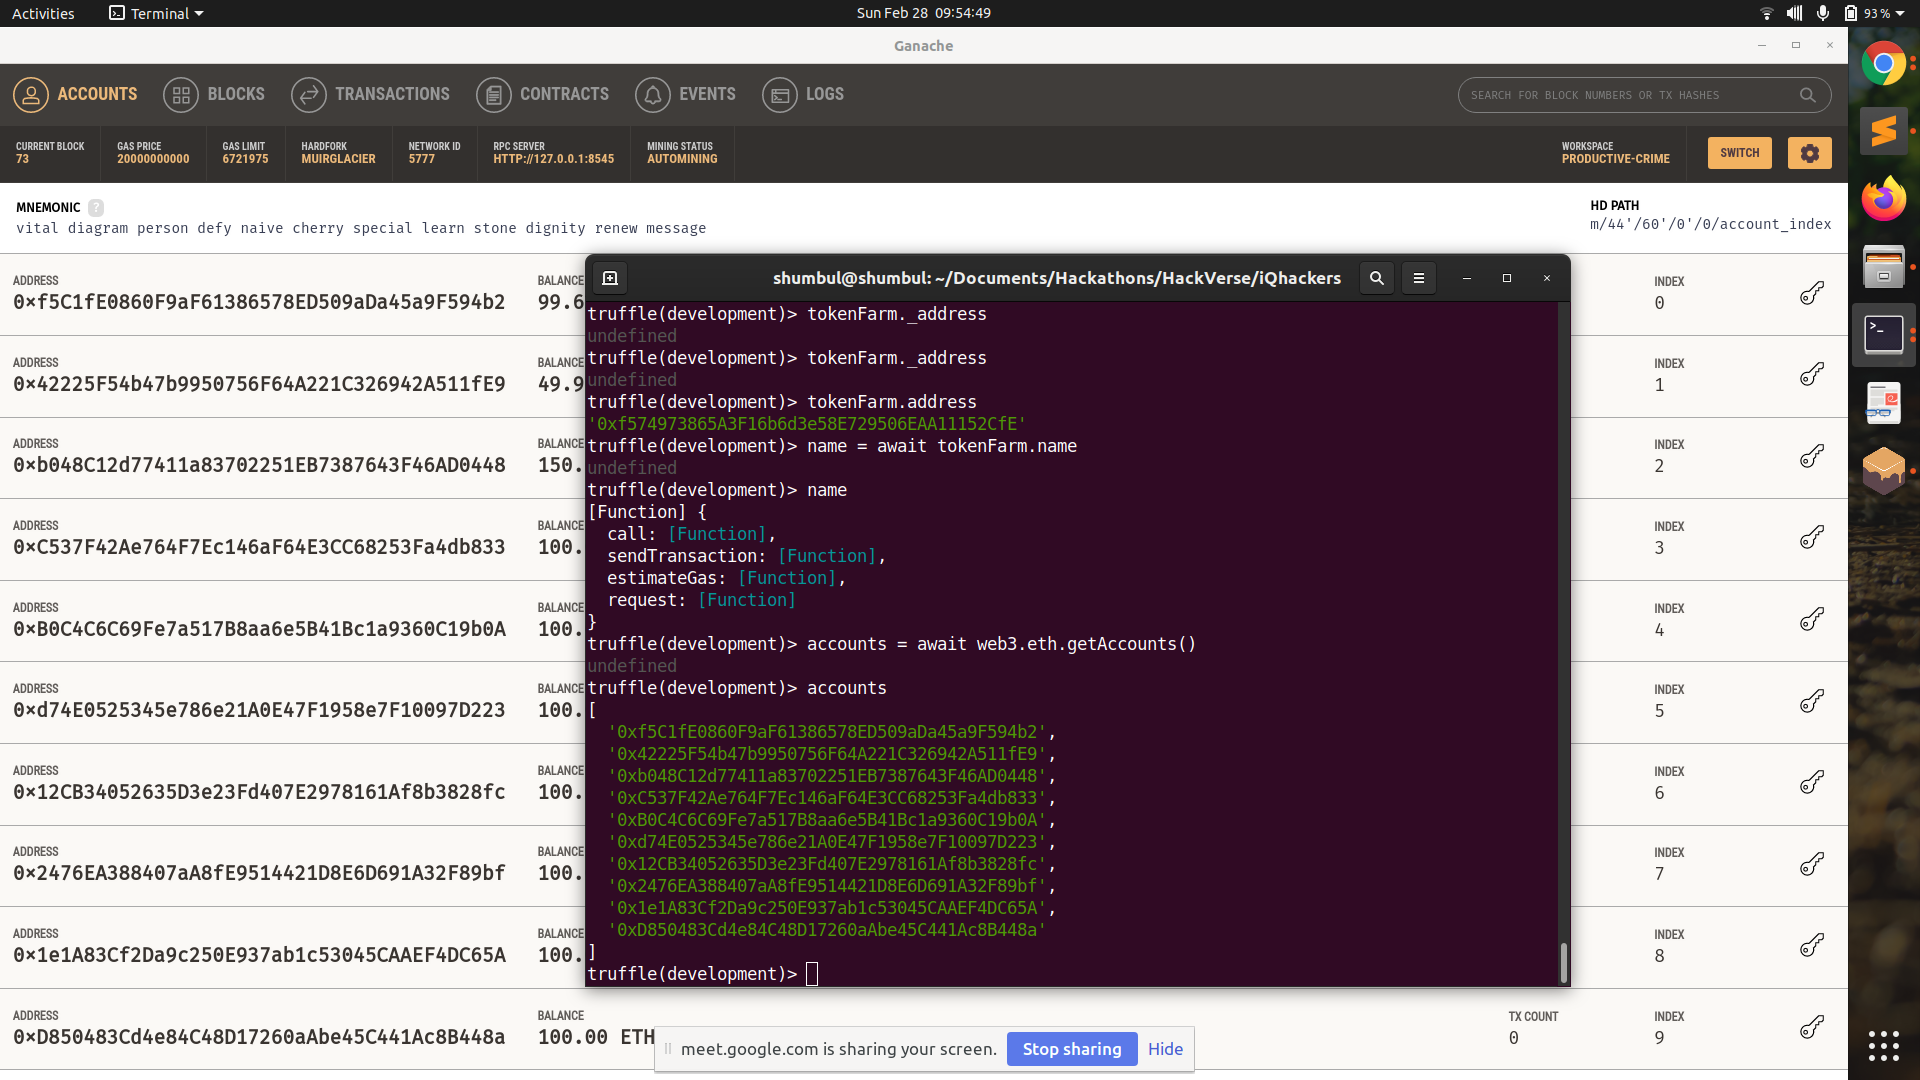 Activities Terminal Sun Feb 28 09:54:49 93 %
Ganache
ACCOUNTS BLOCKS TRANSACTIONS CONTRACTS EVENTS LOGS SEARCH FOR BLOCK NUMBERS OR TX HASHES
CURRENT BLOCK GAS PRICE GAS LIMIT HARDFORK NETWORK ID RPC SERVER MINING STATUS WORKSPACE
73 20000000000 6721975 MUIRGLACIER 5777 HTTP://127.0.0.1:8545 AUTOMINING PRODUCTIVE-CRIME SWITCH
MNEMONIC ? HD PATH
vital diagram person defy naive cherry special learn stone dignity renew message m/44'/60'/0'/0/account_index
ADDRESS BALANCE INDEX
0×f5C1fE0860F9aF61386578ED509aDa45a9F594b2 99.6 0
ADDRESS BALANCE INDEX
0×42225F54b47b9950756F64A221C326942A511fE9 49.9 1
ADDRESS BALANCE INDEX
0×b048C12d77411a83702251EB7387643F46AD0448 150. 2
ADDRESS BALANCE INDEX
0×C537F42Ae764F7Ec146aF64E3CC68253Fa4db833 100. 3
ADDRESS BALANCE INDEX
0×B0C4C6C69Fe7a517B8aa6e5B41Bc1a9360C19b0A 100. 4
ADDRESS BALANCE INDEX
0×d74E0525345e786e21A0E47F1958e7F10097D223 100. 5
ADDRESS BALANCE INDEX
0×12CB34052635D3e23Fd407E2978161Af8b3828fc 100. 6
ADDRESS BALANCE INDEX
0×2476EA388407aA8fE9514421D8E6D691A32F89bf 100. 7
ADDRESS BALANCE INDEX
0×1e1A83Cf2Da9c250E937ab1c53045CAAEF4DC65A 100. 8
ADDRESS BALANCE TX COUNT INDEX
0×D850483Cd4e84C48D17260aAbe45C441Ac8B448a 100.00 ETH 0 9
shumbul@shumbul: ~/Documents/Hackathons/HackVerse/iQhackers
truffle(development)> tokenFarm._address
undefined
truffle(development)> tokenFarm._address
undefined
truffle(development)> tokenFarm.address
'0xf574973865A3F16b6d3e58E729506EAA11152CfE'
truffle(development)> name = await tokenFarm.name
undefined
truffle(development)> name
[Function] {
call: [Function],
sendTransaction: [Function],
estimateGas: [Function],
request: [Function]
}
truffle(development)> accounts = await web3.eth.getAccounts()
undefined
truffle(development)> accounts
[
'0xf5C1fE0860F9aF61386578ED509aDa45a9F594b2',
'0x42225F54b47b9950756F64A221C326942A511fE9',
'0xb048C12d77411a83702251EB7387643F46AD0448',
'0xC537F42Ae764F7Ec146aF64E3CC68253Fa4db833',
'0xB0C4C6C69Fe7a517B8aa6e5B41Bc1a9360C19b0A',
'0xd74E0525345e786e21A0E47F1958e7F10097D223',
'0x12CB34052635D3e23Fd407E2978161Af8b3828fc',
'0x2476EA388407aA8fE9514421D8E6D691A32F89bf',
'0x1e1A83Cf2Da9c250E937ab1c53045CAAEF4DC65A',
'0xD850483Cd4e84C48D17260aAbe45C441Ac8B448a'
]
truffle(development)>
meet.google.com is sharing your screen. Stop sharing Hide